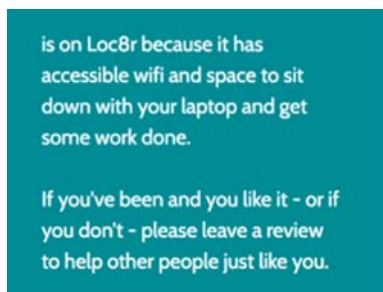 is on Loc8r because it has
accessible wifi and space to sit
down with your laptop and get
some work done.
If you've been and you like it - or if
you don't - please leave a review
to help other people just like you.